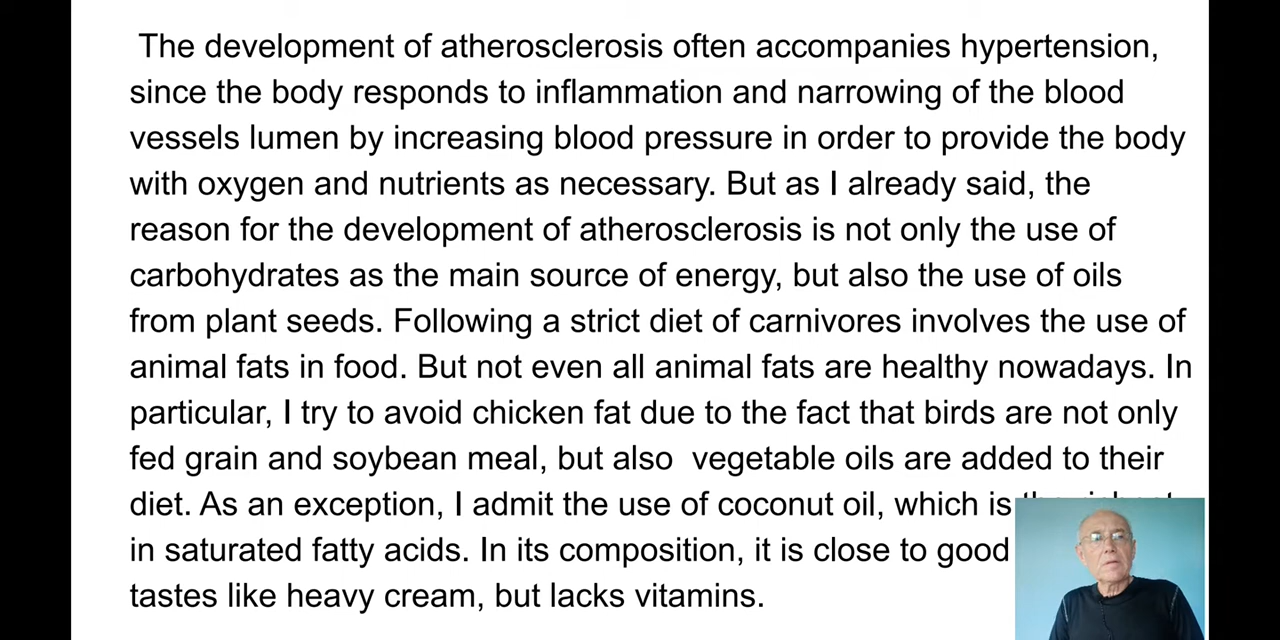 The development of atherosclerosis often accompanies hypertension,
since the body responds to inflammation and narrowing of the blood
vessels lumen by increasing blood pressure in order to provide the body
with oxygen and nutrients as necessary. But as I already said, the
reason for the development of atherosclerosis is not only the use of
carbohydrates as the main source of energy, but also the use of oils
from plant seeds. Following a strict diet of carnivores involves the use of
animal fats in food. But not even all animal fats are healthy nowadays. In
particular, I try to avoid chicken fat due to the fact that birds are not only
fed grain and soybean meal, but also vegetable oils are added to their
diet. As an exception, I admit the use of coconut oil, which is
in saturated fatty acids. In its composition, it is close to good
tastes like heavy cream, but lacks vitamins.